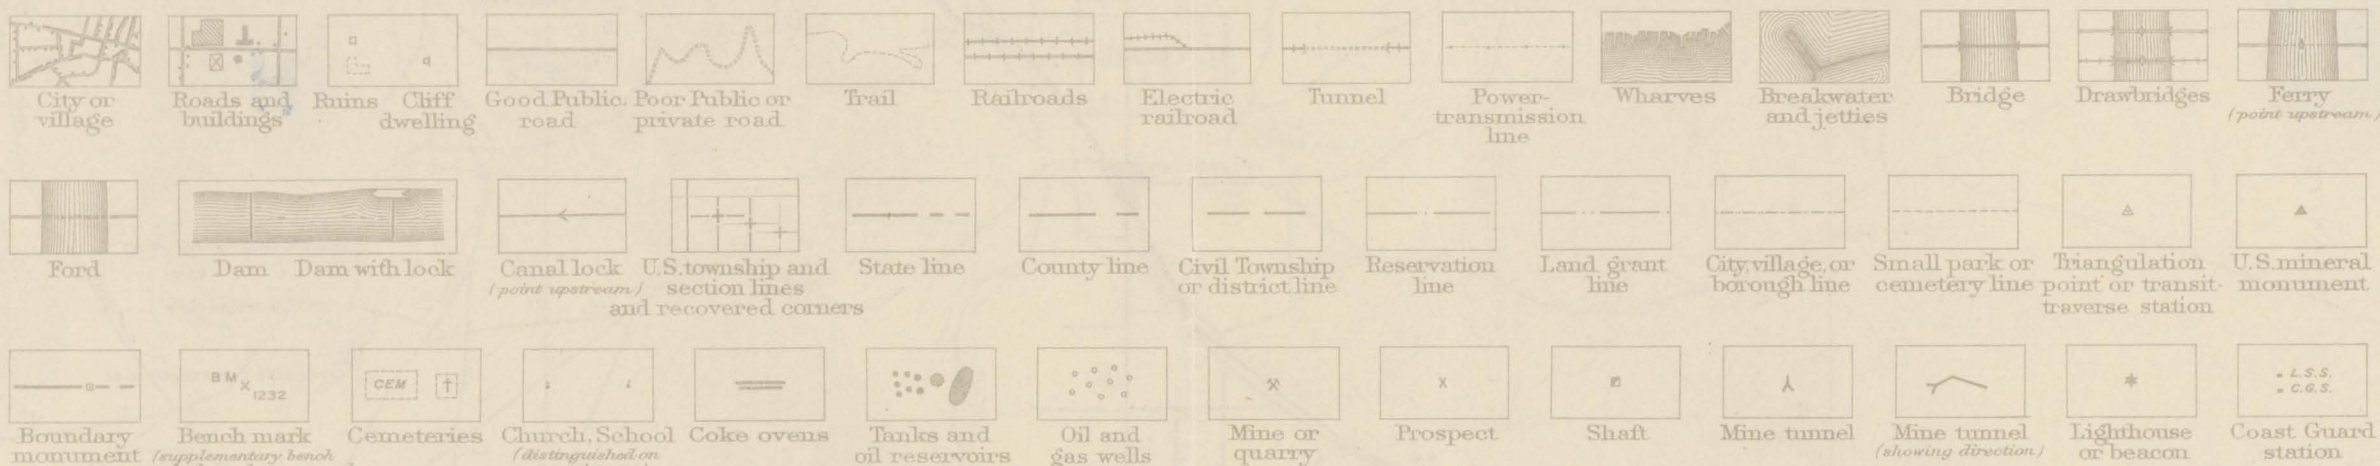 City or
village
Roads and
buildings
Ruins
Cliff
dwelling
Good Public
road
Poor Public or
private road
Trail
Railroads
Electric
railroad
Tunnel
Power-
transmission
line
Wharves
Breakwater
and jetties
Bridge
Drawbridges
Ferry
(point upstream)
Ford
Dam
Dam with lock
Canal lock
(point upstream)
U.S. township and
section lines
and recovered corners
State line
County line
Civil Township
or district line
Reservation
line
Land grant
line
City, village, or
borough line
Small park or
cemetery line
Triangulation
point or transit-
traverse station
U.S. mineral
monument
Boundary
monument
B M
X
1232
Bench mark
(supplementary bench
CEM
Cemeteries
Church, School
(distinguished on
Coke ovens
Tanks and
oil reservoirs
Oil and
gas wells
Mine or
quarry
X
Prospect
Shaft
Mine tunnel
Mine tunnel
(showing direction)
Lighthouse
or beacon
L.S.S.
C.G.S.
Coast Guard
station